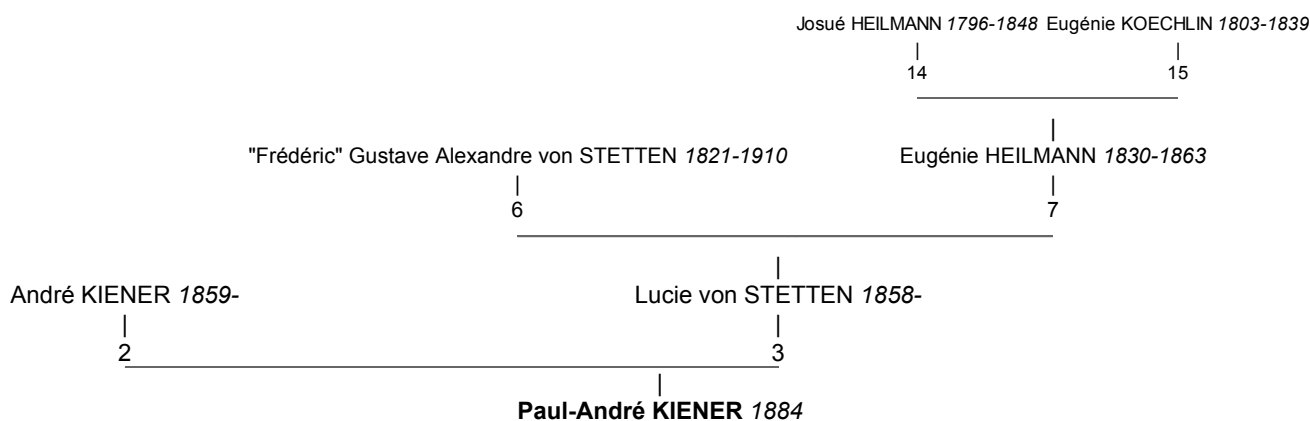 Josué HEILMANN 1796-1848 Eugénie KOECHLIN 1803-1839
14 15
"Frédéric" Gustave Alexandre von STETTEN 1821-1910 Eugénie HEILMANN 1830-1863
6 7
André KIENER 1859- Lucie von STETTEN 1858-
2 3
Paul-André KIENER 1884